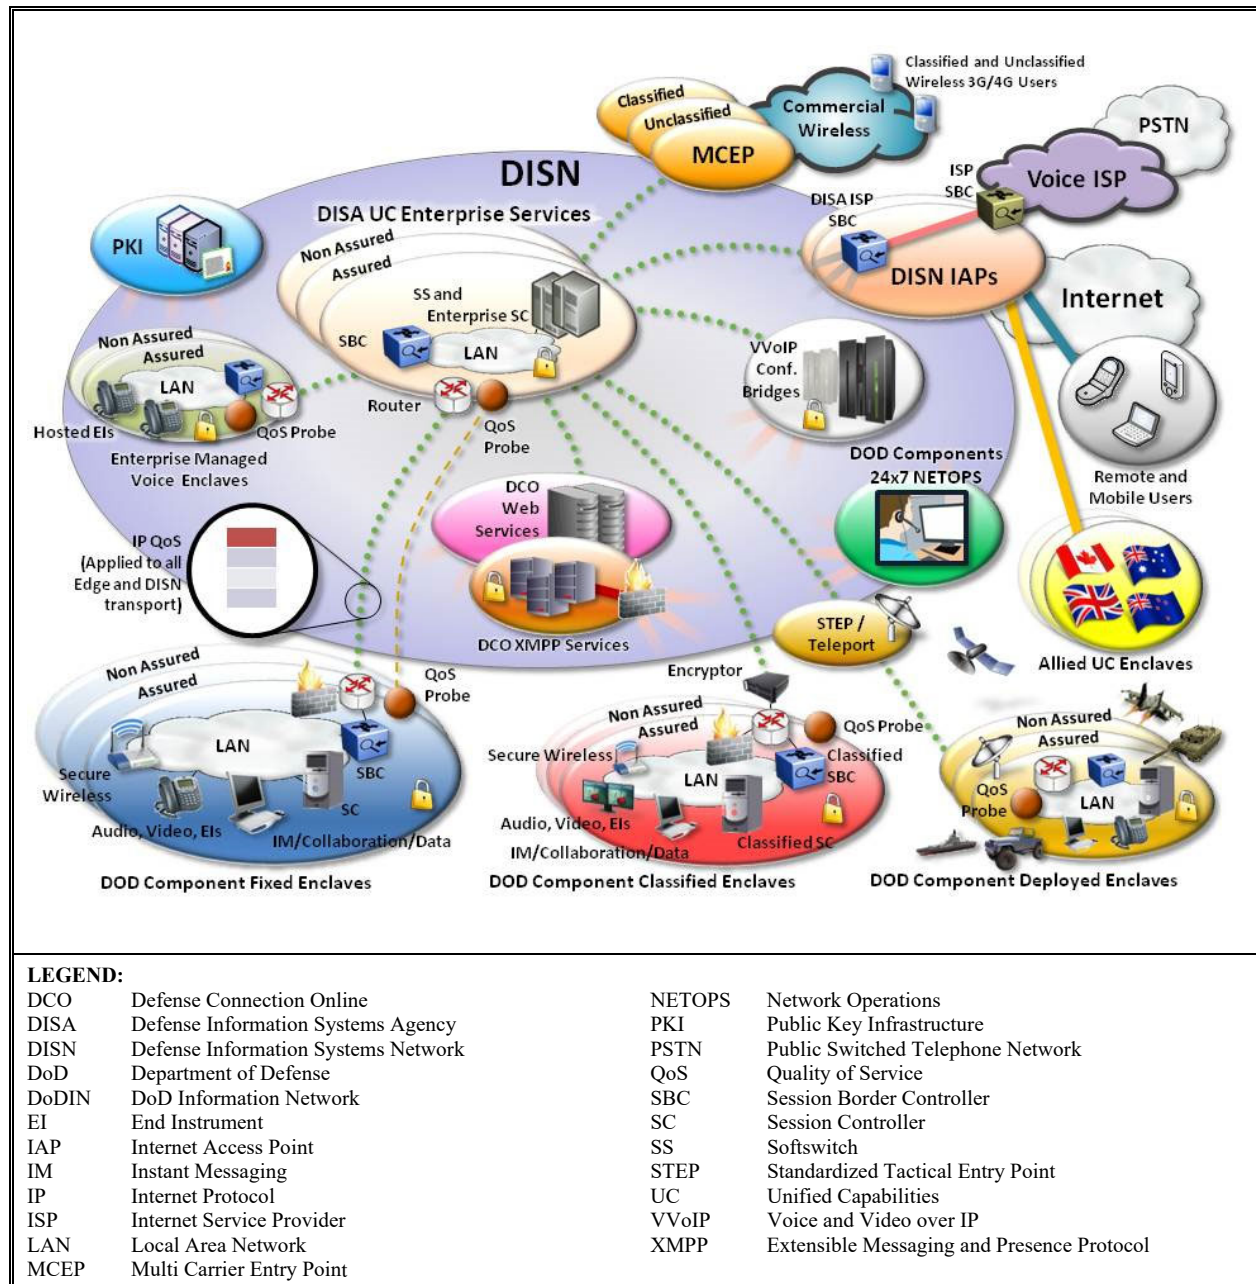 Classified and Unclassified
Wireless 3G/4G Users
Classified
Unclassified
MCEP
Commercial
Wireless
PSTN
Voice ISP
ISP
SBC
DISN
DISA ISP
SBC
DISN IAPs
Internet
PKI
DISA UC Enterprise Services
Non Assured
Assured
SS and
Enterprise SC
SBC
LAN
Router
QoS
Probe
Non Assured
Assured
LAN
Hosted EIs
QoS Probe
Enterprise Managed
Voice Enclaves
VVoIP
Conf.
Bridges
DOD Components
24x7 NETOPS
Remote and
Mobile Users
IP QoS
(Applied to all
Edge and DISN
transport)
DCO
Web
Services
DCO XMPP Services
STEP /
Teleport
Allied UC Enclaves
Non Assured
Assured
QoS
Probe
LAN
SBC
Secure
Wireless
SC
Audio, Video, EIs
IM/Collaboration/Data
DOD Component Fixed Enclaves
Encryptor
Non Assured
Assured
QoS Probe
Secure Wireless
LAN
Classified
SBC
Audio, Video, EIs
IM/Collaboration/Data
Classified SC
DOD Component Classified Enclaves
Non Assured
Assured
QoS
Probe
LAN
DOD Component Deployed Enclaves
LEGEND:
DCO Defense Connection Online
DISA Defense Information Systems Agency
DISN Defense Information Systems Network
DoD Department of Defense
DoDIN DoD Information Network
EI End Instrument
IAP Internet Access Point
IM Instant Messaging
IP Internet Protocol
ISP Internet Service Provider
LAN Local Area Network
MCEP Multi Carrier Entry Point
NETOPS Network Operations
PKI Public Key Infrastructure
PSTN Public Switched Telephone Network
QoS Quality of Service
SBC Session Border Controller
SC Session Controller
SS Softswitch
STEP Standardized Tactical Entry Point
UC Unified Capabilities
VVoIP Voice and Video over IP
XMPP Extensible Messaging and Presence Protocol